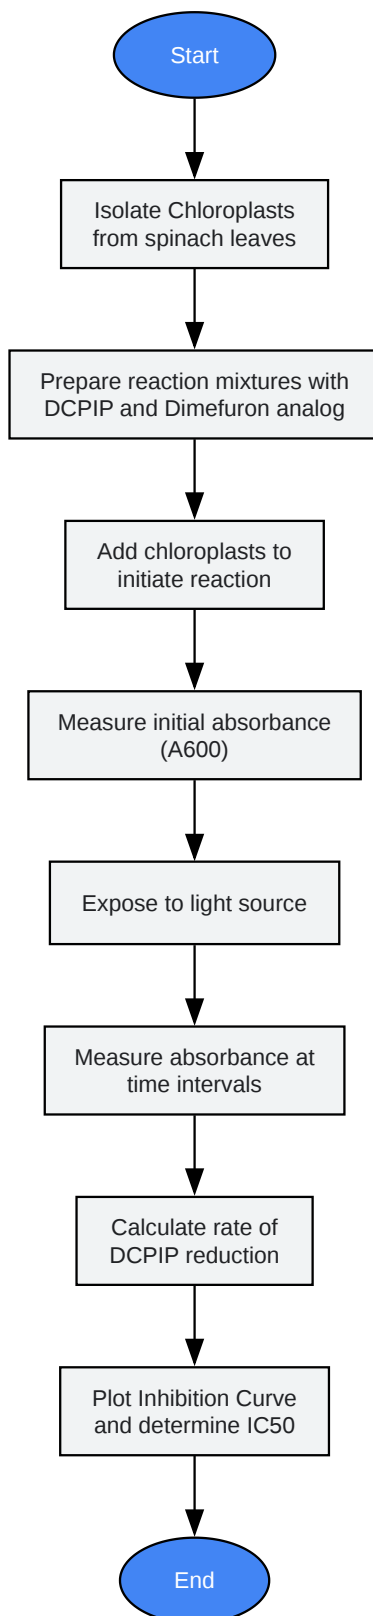 Start
Isolate Chloroplasts
from spinach leaves
Prepare reaction mixtures with
DCPIP and Dimefuron analog
Add chloroplasts to
initiate reaction
Measure initial absorbance
(A600)
Expose to light source
Measure absorbance at
time intervals
Calculate rate of
DCPIP reduction
Plot Inhibition Curve
and determine IC50
End